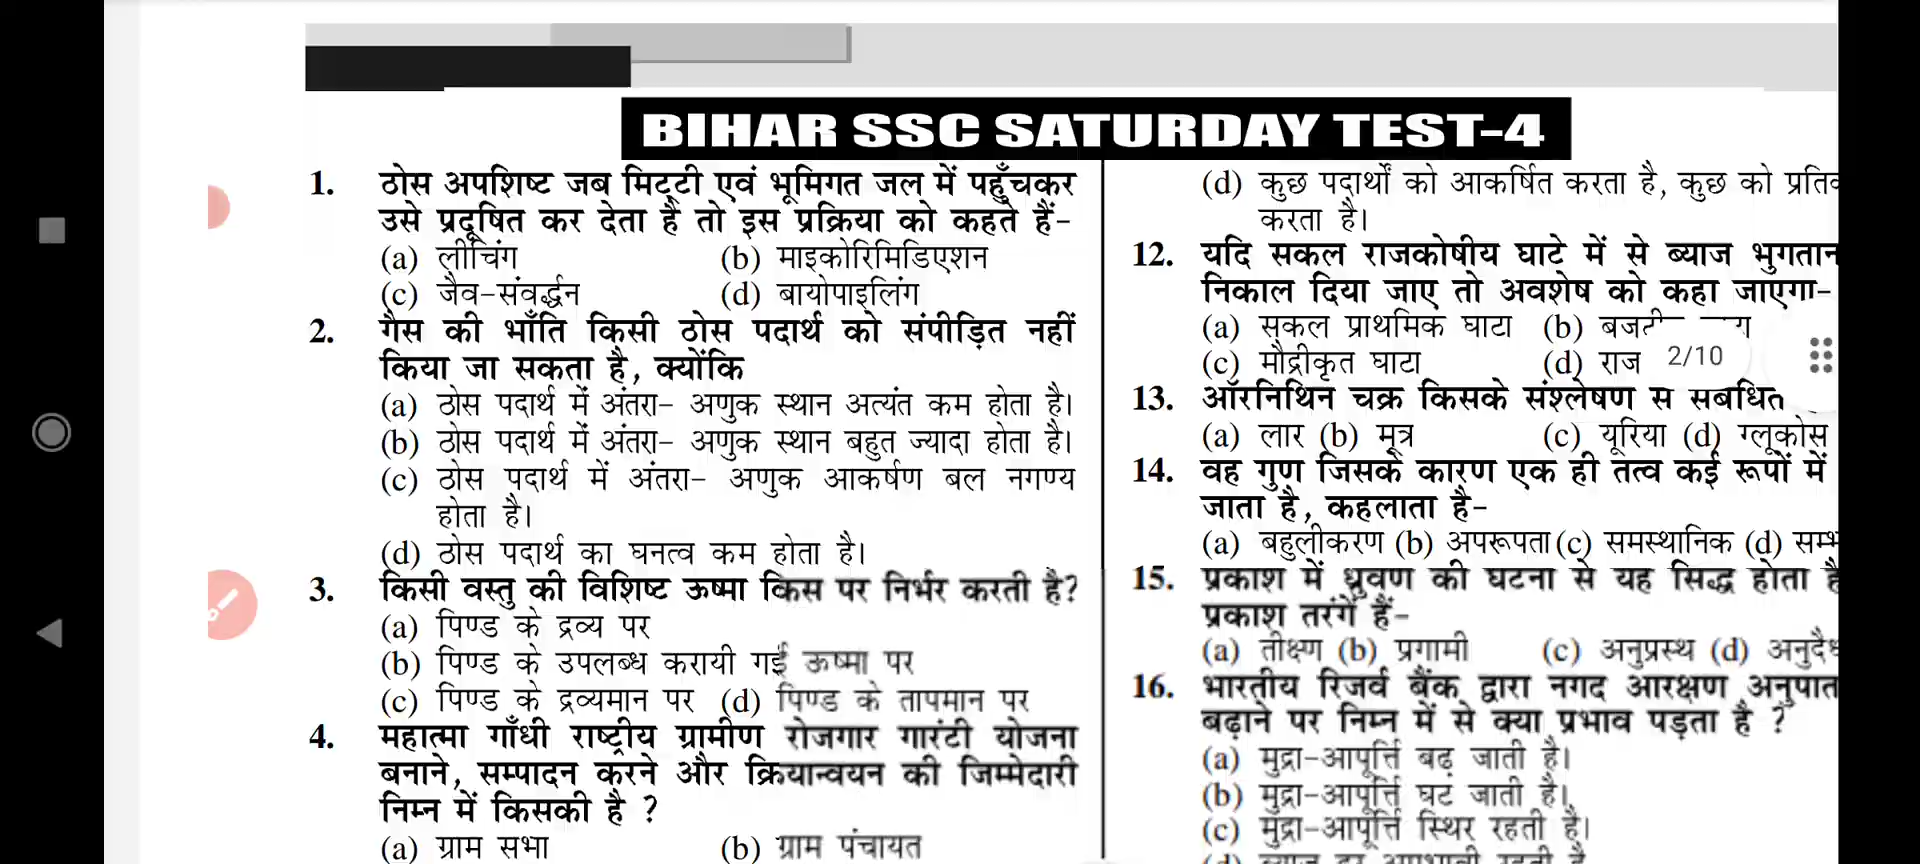 BIHAR SSC SATURDAY TEST-4
1. ठोस अपशिष्ट जब मिट्टी एवं भूमिगत जल में पहुँचकर
उसे प्रदूषित कर देता है तो इस प्रक्रिया को कहते हैं-
(a) लीचिंग (b) माइकोरिमिडिएशन
(c) जैव-संवर्द्धन (d) बायोपाइलिंग
2. गैस की भाँति किसी ठोस पदार्थ को संपीड़ित नहीं
किया जा सकता है, क्योंकि
(a) ठोस पदार्थ में अंतरा- अणुक स्थान अत्यंत कम होता है।
(b) ठोस पदार्थ में अंतरा- अणुक स्थान बहुत ज्यादा होता है।
(c) ठोस पदार्थ में अंतरा- अणुक आकर्षण बल नगण्य
होता है।
(d) ठोस पदार्थ का घनत्व कम होता है।
3. किसी वस्तु की विशिष्ट ऊष्मा किस पर निर्भर करती है?
(a) पिण्ड के द्रव्य पर
(b) पिण्ड के उपलब्ध करायी गई ऊष्मा पर
(c) पिण्ड के द्रव्यमान पर (d) पिण्ड के तापमान पर
4. महात्मा गाँधी राष्ट्रीय ग्रामीण रोजगार गारंटी योजना
बनाने, सम्पादन करने और क्रियान्वयन की जिम्मेदारी
निम्न में किसकी है ?
(a) ग्राम सभा (b) ग्राम पंचायत
(d) कुछ पदार्थों को आकर्षित करता है, कुछ को
करता है।
12. यदि सकल राजकोषीय घाटे में से ब्याज भुगतान
निकाल दिया जाए तो अवशेष को कहा जाएगा-
(a) सकल प्राथमिक घाटा (b)
(c) मौद्रीकृत घाटा (d) राज
2/10
13. ऑरनिथिन चक्र किसके संश्लेषण से संबंधित
(a) लार (b) मूत्र (c) यूरिया (d) ग्लूकोस
14. वह गुण जिसके कारण एक ही तत्व कई रूपों में
जाता है, कहलाता है-
(a) बहुलीकरण (b) अपरूपता (c) समस्थानिक (d)
15. प्रकाश में ध्रुवण की घटना से यह सिद्ध होता है
प्रकाश तरंगें हैं-
(a) तीक्ष्ण (b) प्रगामी (c) अनुप्रस्थ (d)
16. भारतीय रिजर्व बैंक द्वारा नगद आरक्षण अनुपात
बढ़ाने पर निम्न में से क्या प्रभाव पड़ता है ?
(a) मुद्रा-आपूर्त्ति बढ़ जाती है।
(b) मुद्रा-आपूर्त्ति घट जाती है।
(c) मुद्रा-आपूर्त्ति स्थिर रहती है।